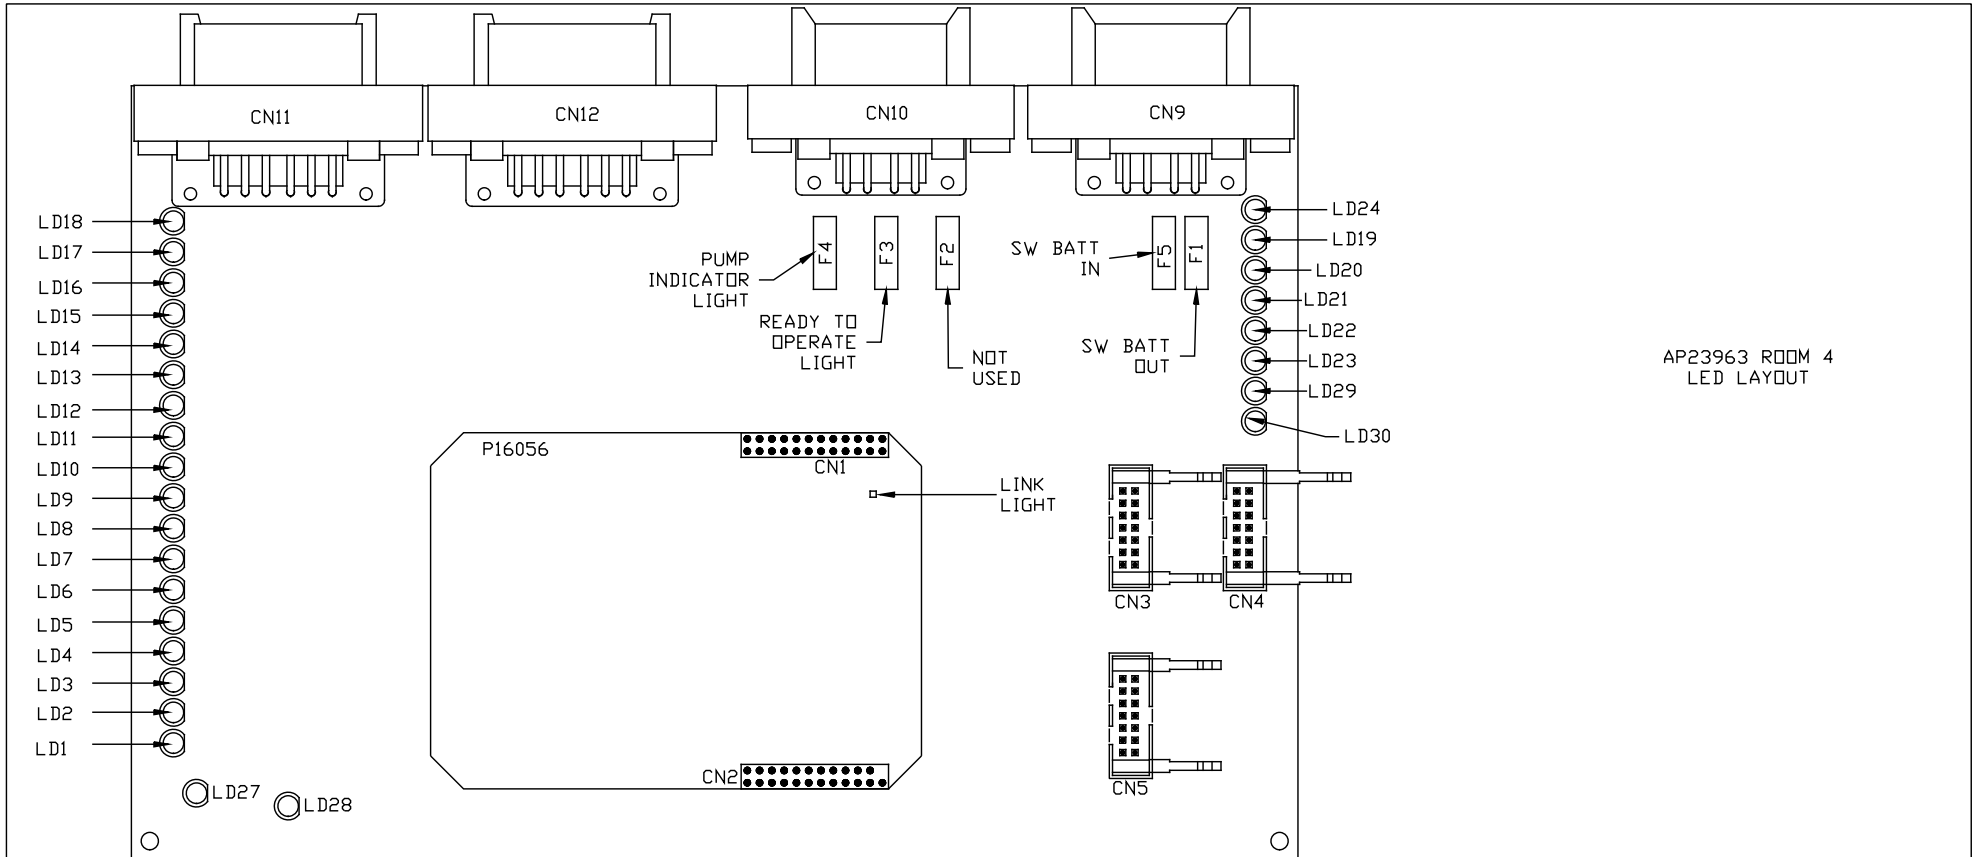 CN11
CN12
CN10
CN9
LD18
LD17
LD16
LD15
LD14
LD13
LD12
LD11
LD10
LD9
LD8
LD7
LD6
LD5
LD4
LD3
LD2
LD1
LD27
LD28
F4
F3
F2
F5
F1
PUMP
INDICATOR
LIGHT
READY TO
OPERATE
LIGHT
NOT
USED
SW BATT
IN
SW BATT
OUT
LD24
LD19
LD20
LD21
LD22
LD23
LD29
LD30
P16056
CN1
LINK
LIGHT
CN2
CN3
CN4
CN5
AP23963 ROOM 4
LED LAYOUT